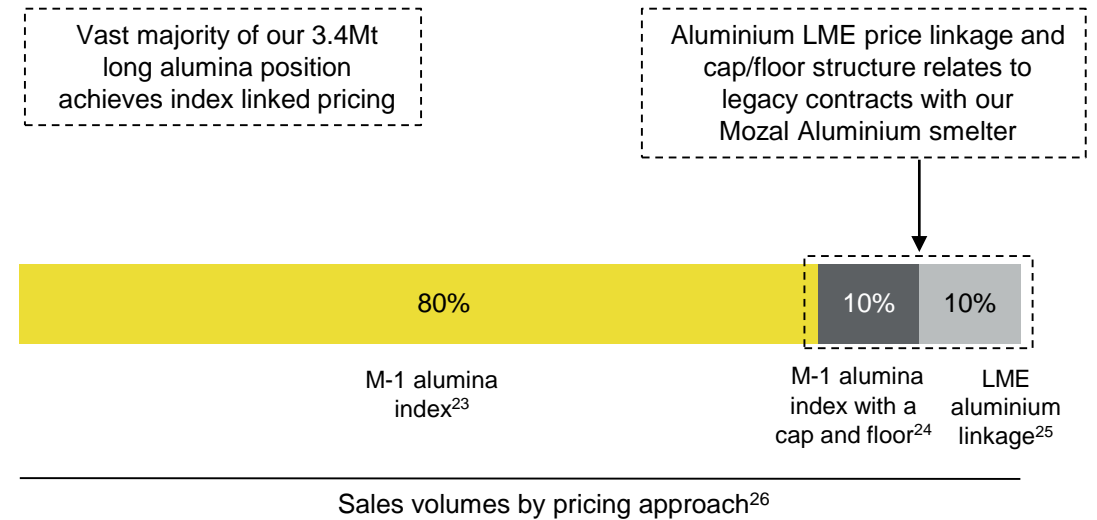 Vast majority of our 3.4Mt
long alumina position
achieves index linked pricing
Aluminium LME price linkage and
cap/floor structure relates to
legacy contracts with our
Mozal Aluminium smelter
80%
10%
10%
M-1 alumina
index23
M-1 alumina
index with a
cap and floor24
LME
aluminium
linkage25
Sales volumes by pricing approach26